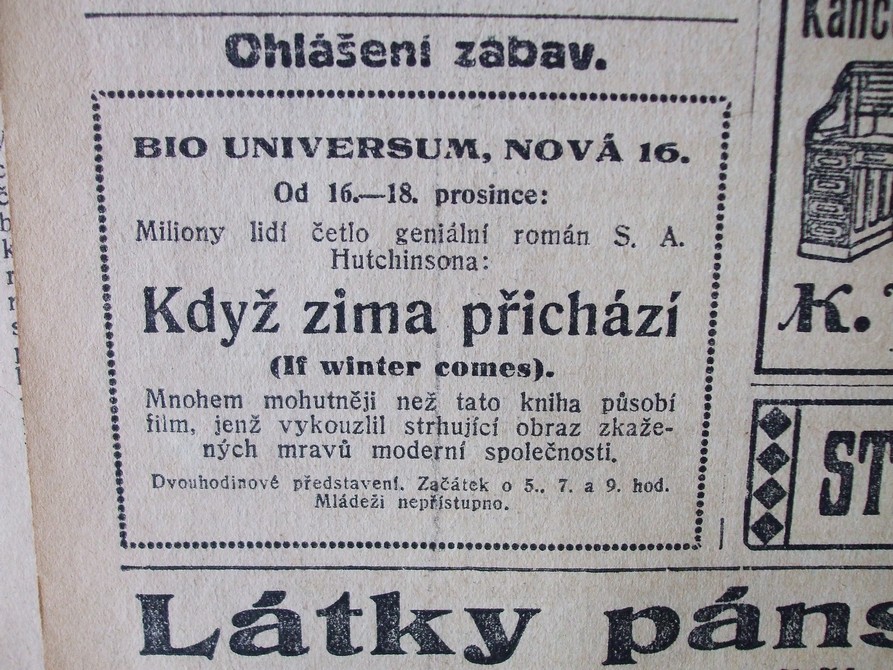 Ohlášení zábav.
BIO UNIVERSUM, NOVÁ 16.
Od 16.—18. prosince:
Miliony lidí četlo geniální román S. A.
Hutchinsona:
Když zima přichází
(If winter comes).
Mnohem mohutněji než tato kniha působí
film, jenž vykouzlil strhující obraz zkaže-
ných mravů moderní společnosti.
Dvouhodinové představení. Začátek o 5., 7. a 9. hod.
Mládeži nepřístupno.
Látky páns
K.
ST